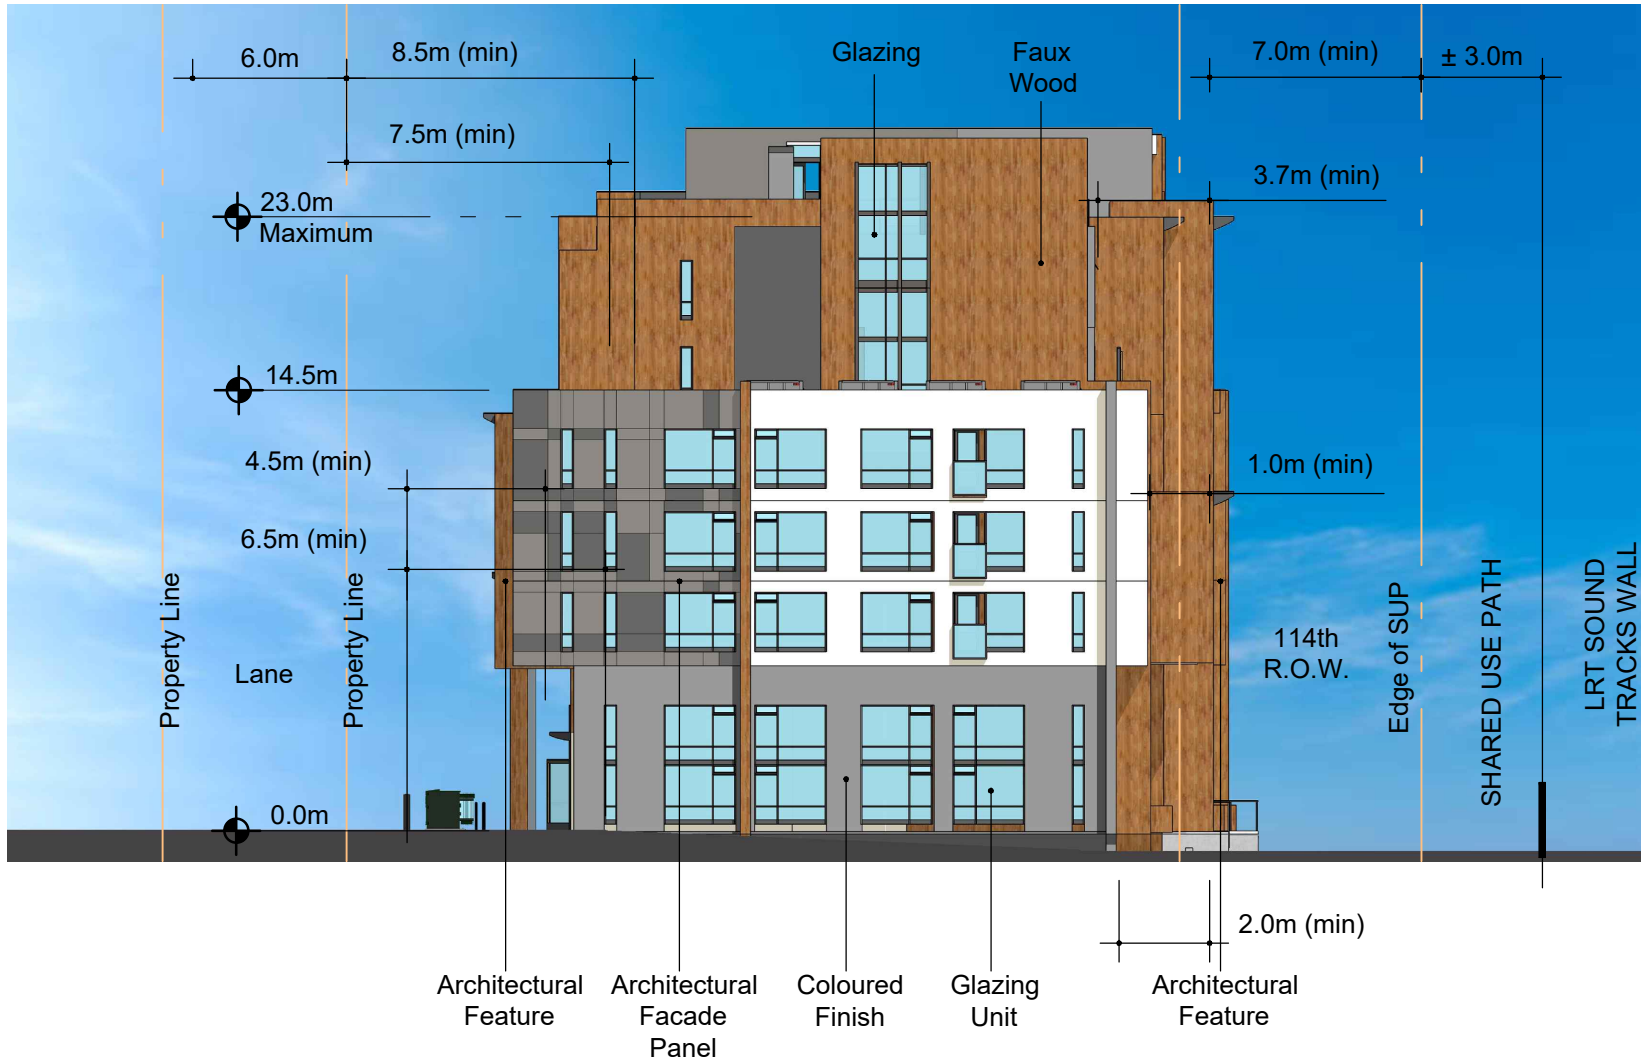 6.0m
8.5m (min)
Glazing
Faux
Wood
7.0m (min)
± 3.0m
7.5m (min)
3.7m (min)
23.0m
Maximum
14.5m
4.5m (min)
1.0m (min)
6.5m (min)
Property Line
Lane
Property Line
114th
R.O.W.
Edge of SUP
SHARED USE PATH
LRT SOUND
TRACKS WALL
0.0m
2.0m (min)
Architectural
Feature
Architectural
Facade
Panel
Coloured
Finish
Glazing
Unit
Architectural
Feature